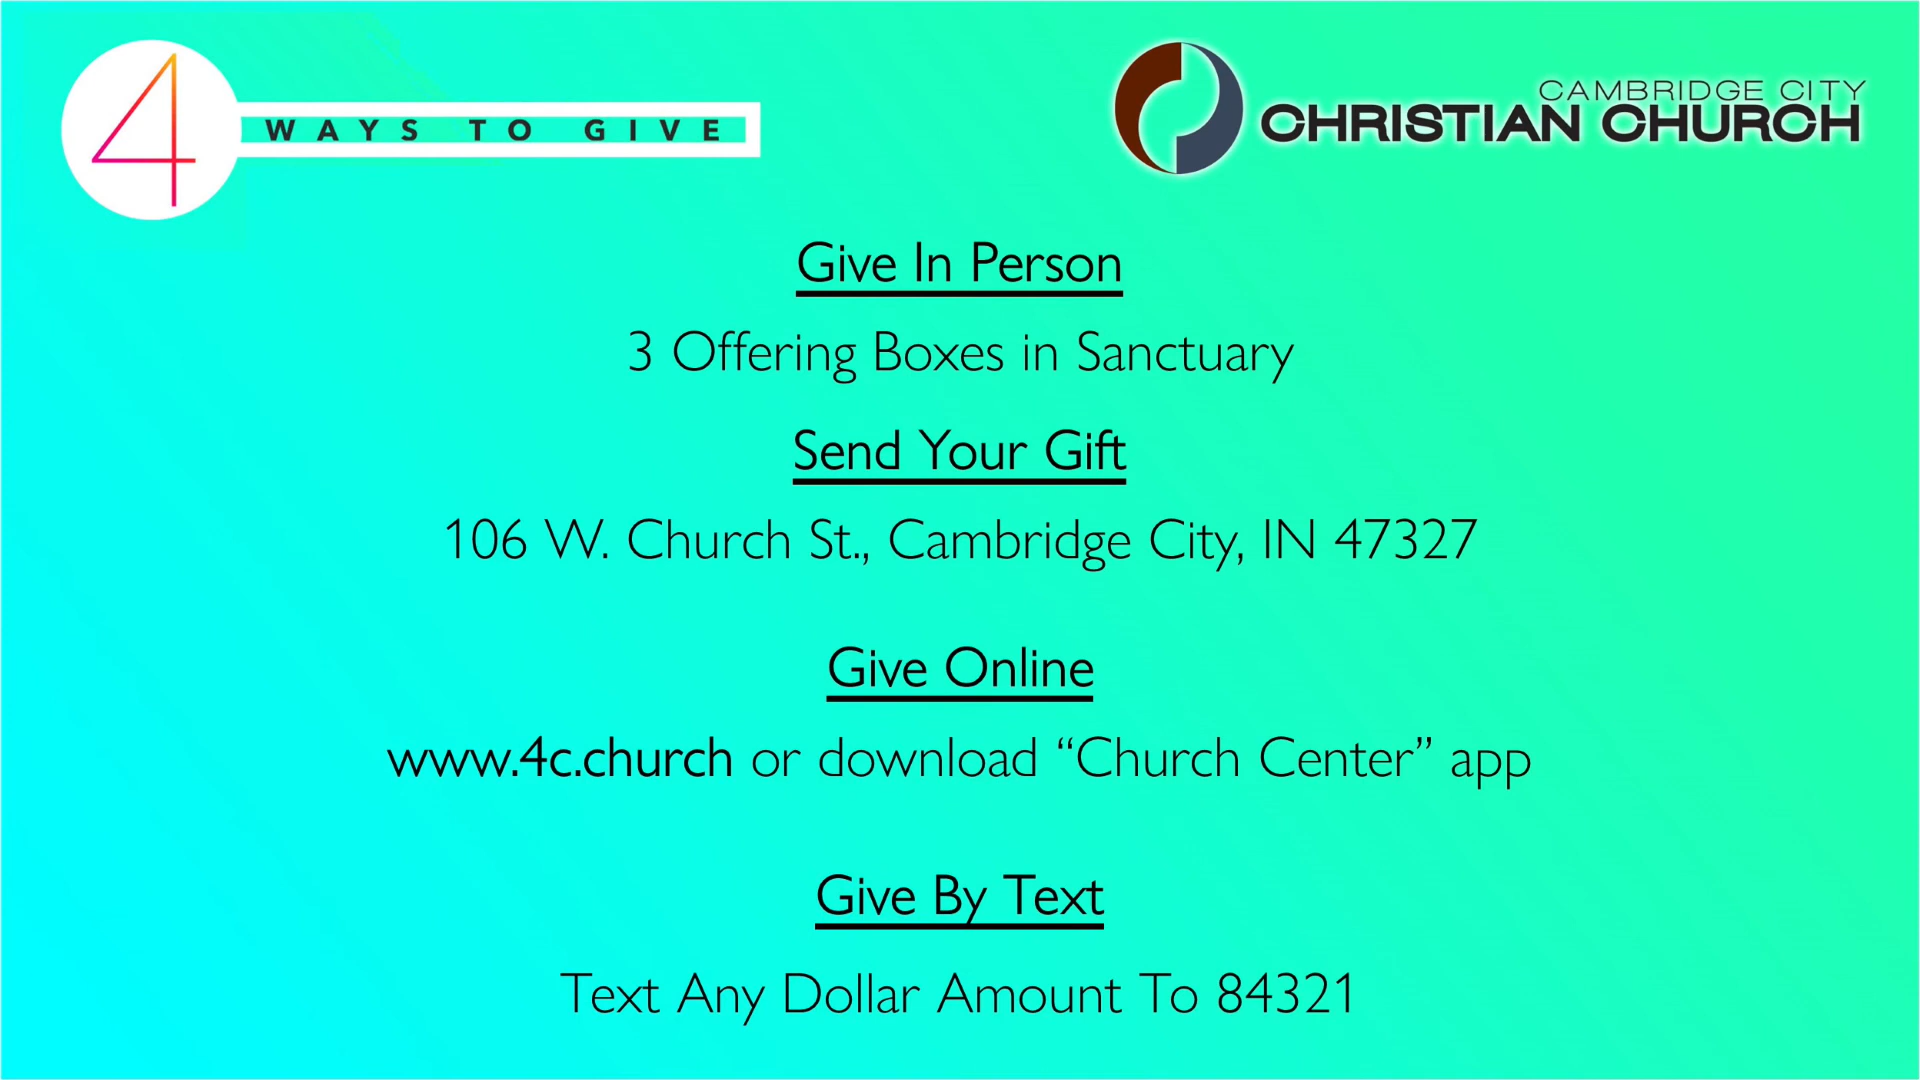 4 WAYS TO GIVE
CAMBRIDGE CITY
CHRISTIAN CHURCH
Give In Person
3 Offering Boxes in Sanctuary
Send Your Gift
106 W. Church St., Cambridge City, IN 47327
Give Online
www.4c.church or download “Church Center” app
Give By Text
Text Any Dollar Amount To 84321